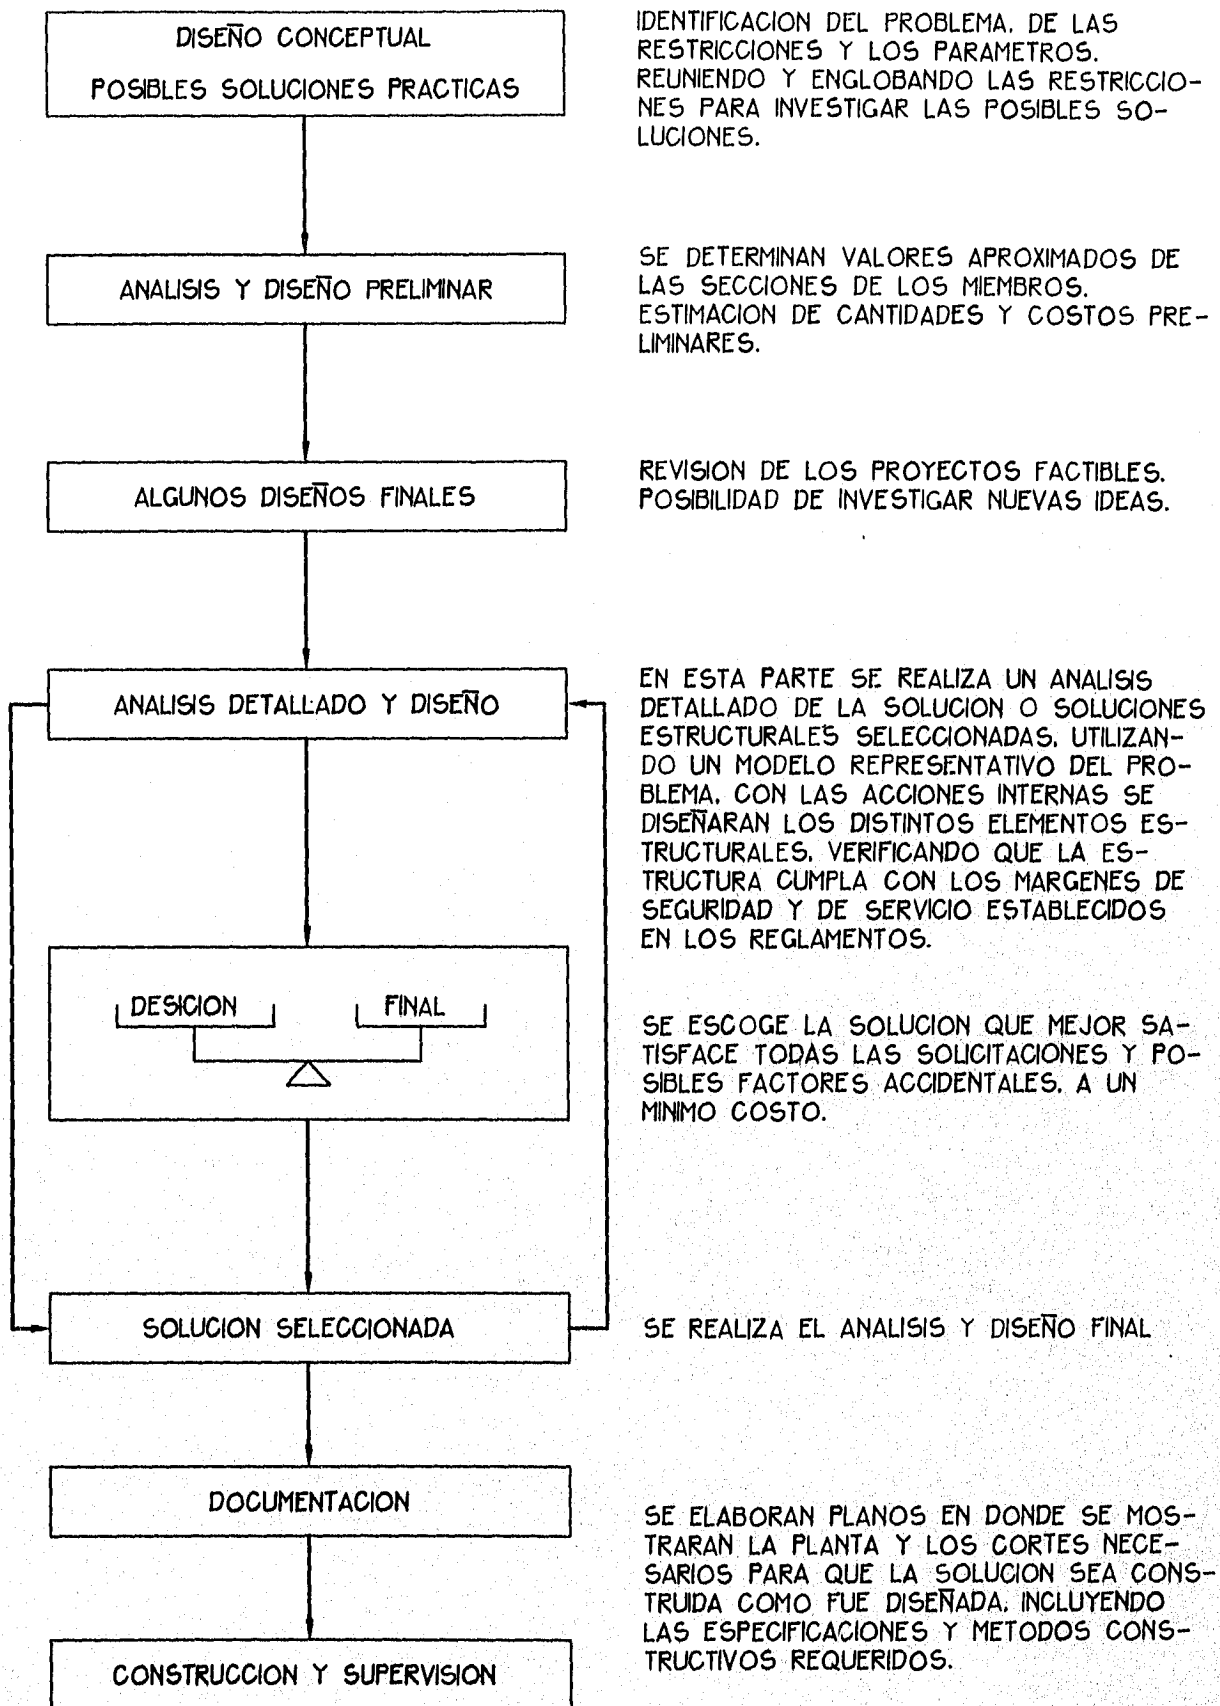 DISEÑO CONCEPTUAL
POSIBLES SOLUCIONES PRACTICAS
IDENTIFICACION DEL PROBLEMA, DE LAS
RESTRICCIONES Y LOS PARAMETROS.
REUNIENDO Y ENGLOBANDO LAS RESTRICCIO-
NES PARA INVESTIGAR LAS POSIBLES SO-
LUCIONES.
ANALISIS Y DISEÑO PRELIMINAR
SE DETERMINAN VALORES APROXIMADOS DE
LAS SECCIONES DE LOS MIEMBROS.
ESTIMACION DE CANTIDADES Y COSTOS PRE-
LIMINARES.
ALGUNOS DISEÑOS FINALES
REVISION DE LOS PROYECTOS FACTIBLES.
POSIBILIDAD DE INVESTIGAR NUEVAS IDEAS.
ANALISIS DETALLADO Y DISEÑO
EN ESTA PARTE SE REALIZA UN ANALISIS
DETALLADO DE LA SOLUCION O SOLUCIONES
ESTRUCTURALES SELECCIONADAS, UTILIZAN-
DO UN MODELO REPRESENTATIVO DEL PRO-
BLEMA, CON LAS ACCIONES INTERNAS SE
DISEÑARAN LOS DISTINTOS ELEMENTOS ES-
TRUCTURALES, VERIFICANDO QUE LA ES-
TRUCTURA CUMPLA CON LOS MARGENES DE
SEGURIDAD Y DE SERVICIO ESTABLECIDOS
EN LOS REGLAMENTOS.
DESICION FINAL
SE ESCOGE LA SOLUCION QUE MEJOR SA-
TISFACE TODAS LAS SOLICITACIONES Y PO-
SIBLES FACTORES ACCIDENTALES, A UN
MINIMO COSTO.
SOLUCION SELECCIONADA
SE REALIZA EL ANALISIS Y DISEÑO FINAL
DOCUMENTACION
SE ELABORAN PLANOS EN DONDE SE MOS-
TRARAN LA PLANTA Y LOS CORTES NECE-
SARIOS PARA QUE LA SOLUCION SEA CONS-
TRUIDA COMO FUE DISEÑADA, INCLUYENDO
LAS ESPECIFICACIONES Y METODOS CONS-
TRUCTIVOS REQUERIDOS.
CONSTRUCCION Y SUPERVISION